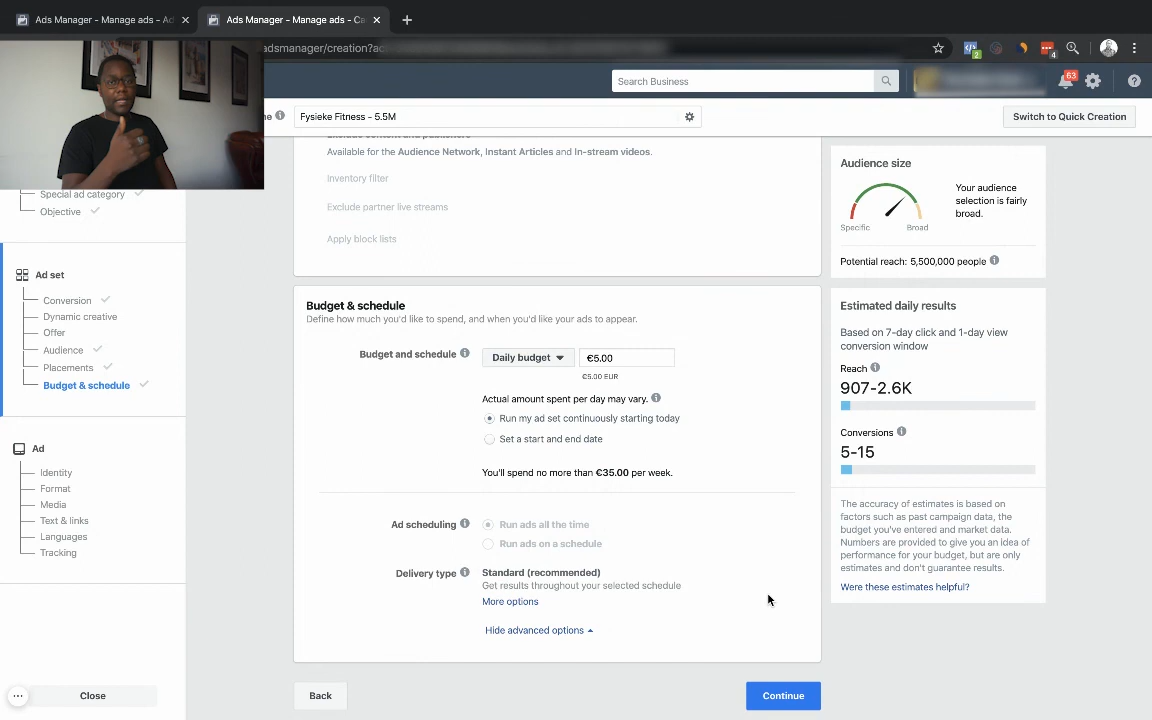 Ads Manager - Manage ads - Ad
Ads Manager - Manage ads - Ca
adsmanager/creation?ac
2
4
Search Business
63
me
Fysieke Fitness - 5.5M
Switch to Quick Creation
Exclude content and publishers
Available for the Audience Network, Instant Articles and In-stream videos.
Inventory filter
Exclude partner live streams
Apply block lists
Special ad category
Objective
Ad set
Conversion
Dynamic creative
Offer
Audience
Placements
Budget & schedule
Ad
Identity
Format
Media
Text & links
Languages
Tracking
Close
Budget & schedule
Define how much you'd like to spend, and when you'd like your ads to appear.
Budget and schedule
Daily budget
€5.00
€5.00 EUR
Actual amount spent per day may vary.
Run my ad set continuously starting today
Set a start and end date
You'll spend no more than €35.00 per week.
Ad scheduling
Run ads all the time
Run ads on a schedule
Delivery type
Standard (recommended)
Get results throughout your selected schedule
More options
Hide advanced options
Back
Continue
Audience size
Your audience
selection is fairly
broad.
Specific
Broad
Potential reach: 5,500,000 people
Estimated daily results
Based on 7-day click and 1-day view
conversion window
Reach
907-2.6K
Conversions
5-15
The accuracy of estimates is based on
factors such as past campaign data, the
budget you've entered and market data.
Numbers are provided to give you an idea of
performance for your budget, but are only
estimates and don't guarantee results.
Were these estimates helpful?